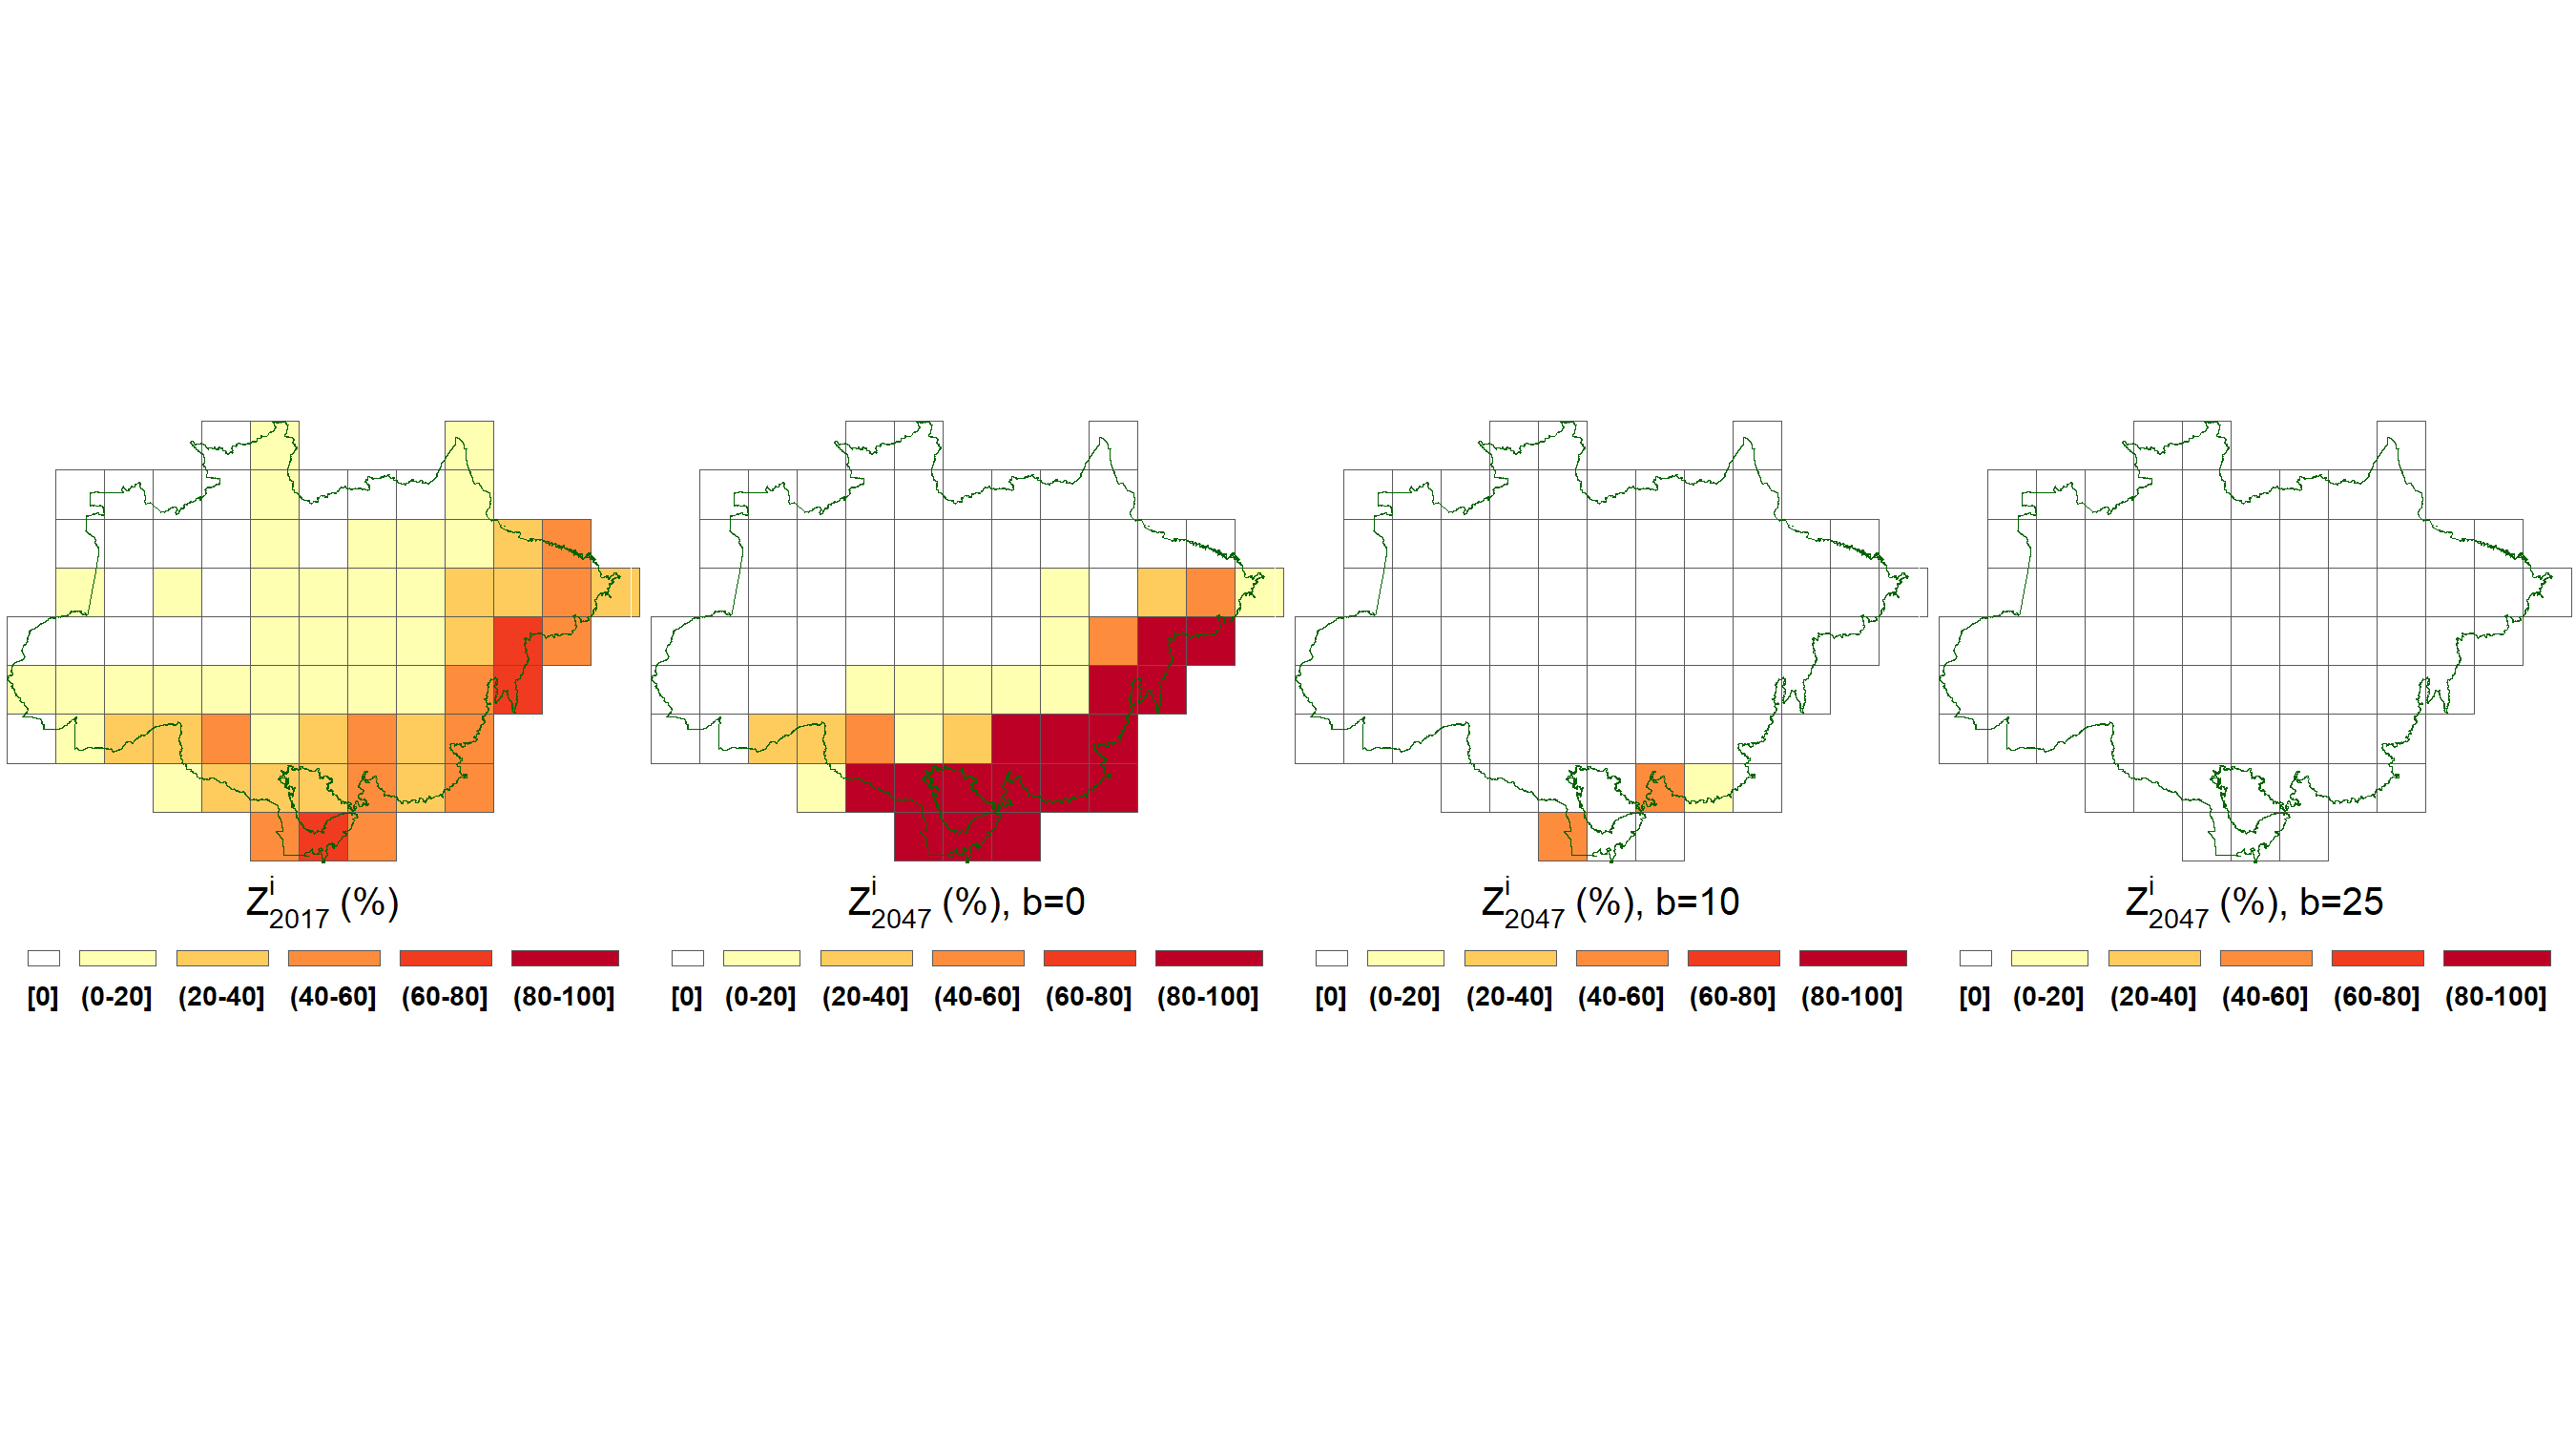 Z^i_2017 (%)
[0] (0-20] (20-40] (40-60] (60-80] (80-100]
Z^i_2047 (%), b=0
[0] (0-20] (20-40] (40-60] (60-80] (80-100]
Z^i_2047 (%), b=10
[0] (0-20] (20-40] (40-60] (60-80] (80-100]
Z^i_2047 (%), b=25
[0] (0-20] (20-40] (40-60] (60-80] (80-100]